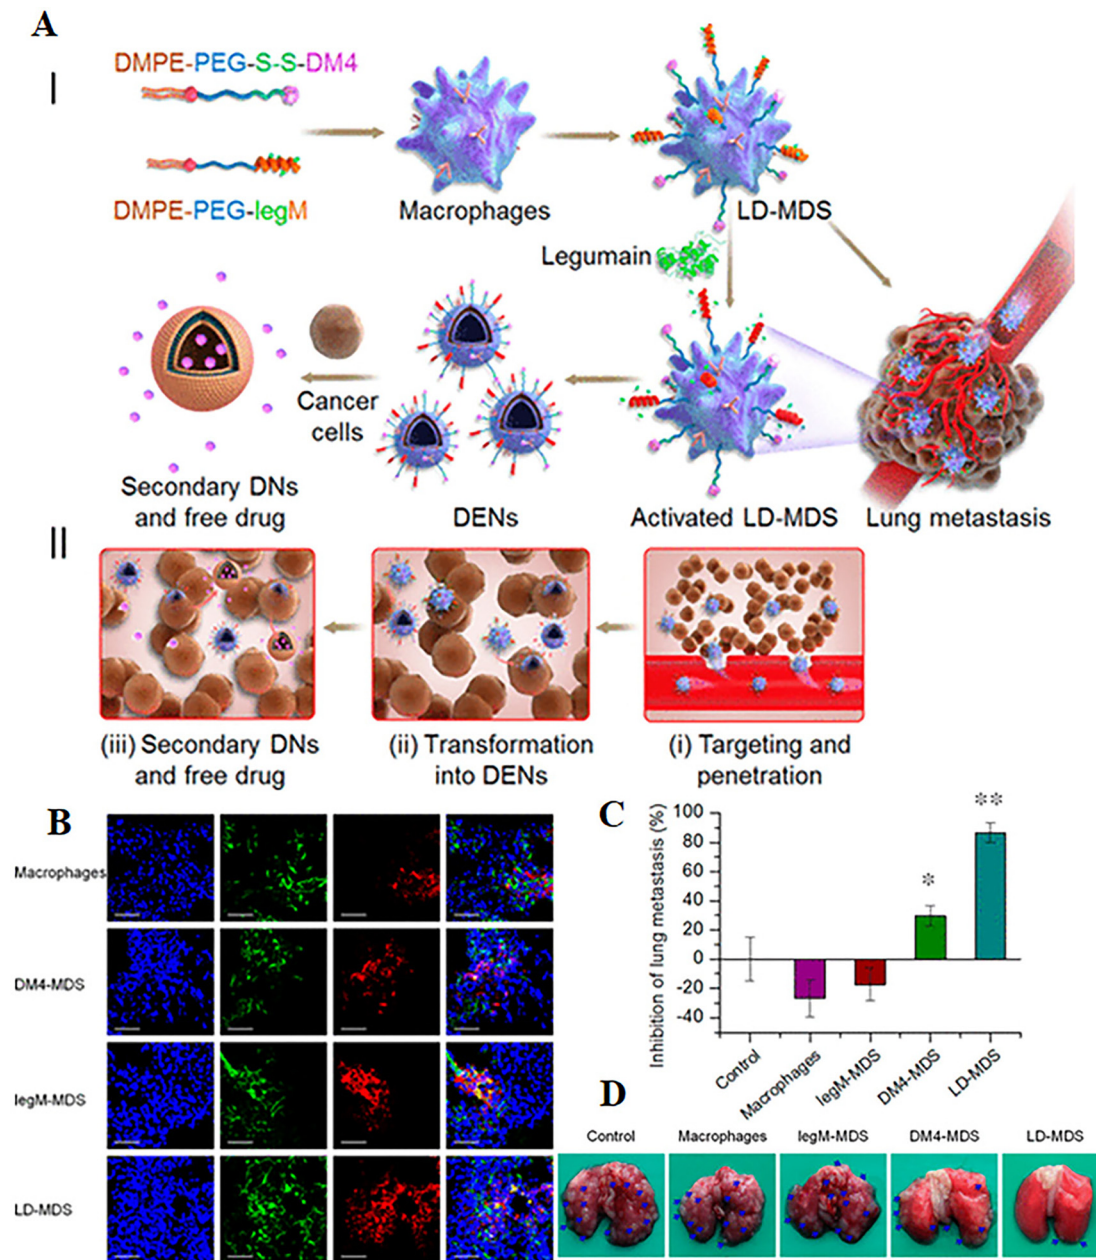 A
I
DMPE-PEG-S-S-DM4
DMPE-PEG-legM
Macrophages
LD-MDS
Legumain
Cancer
cells
Secondary DNs
and free drug
DENs
Activated LD-MDS
Lung metastasis
II
(iii) Secondary DNs
and free drug
(ii) Transformation
into DENs
(i) Targeting and
penetration
B
Macrophages
DM4-MDS
legM-MDS
LD-MDS
C
Inhibition of lung metastasis (%)
100
80
60
40
20
0
-20
-40
*
**
Control
Macrophages
legM-MDS
DM4-MDS
LD-MDS
D
Control
Macrophages
legM-MDS
DM4-MDS
LD-MDS